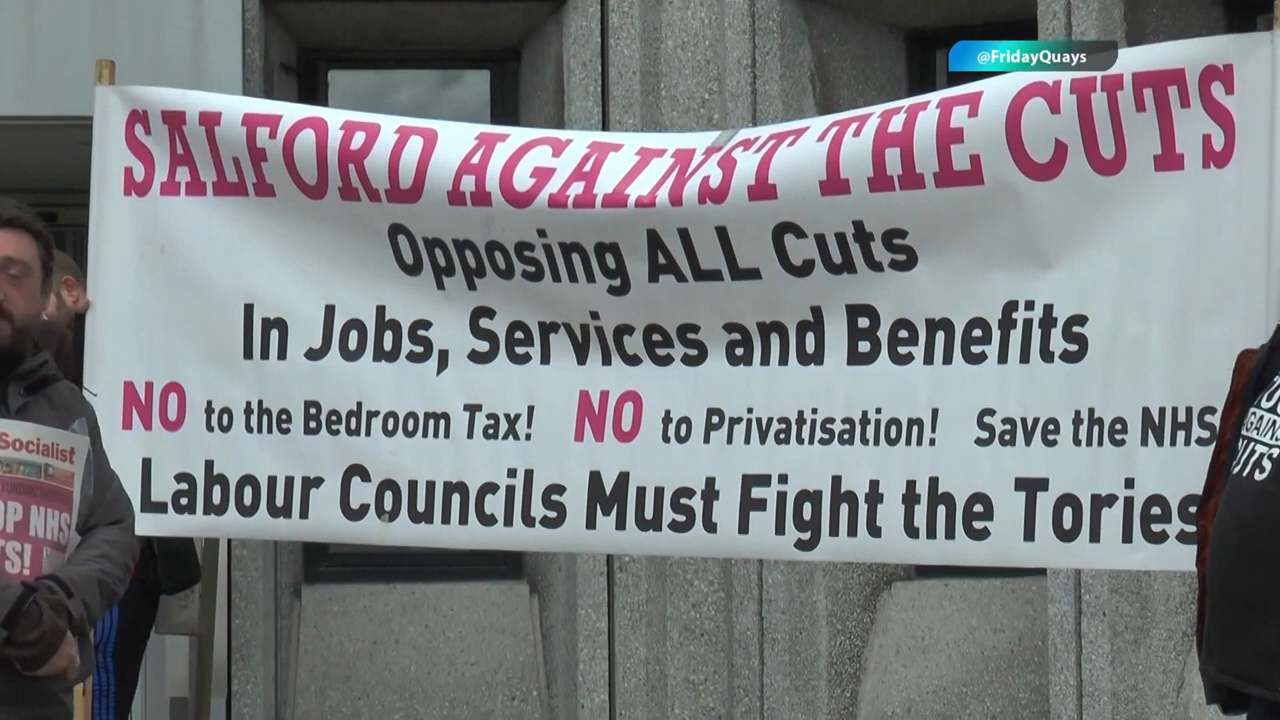 @FridayQuays
SALFORD AGAINST THE CUTS
Opposing ALL Cuts
In Jobs, Services and Benefits
NO to the Bedroom Tax! NO to Privatisation! Save the NHS
Labour Councils Must Fight the Tories
Socialist
NHS